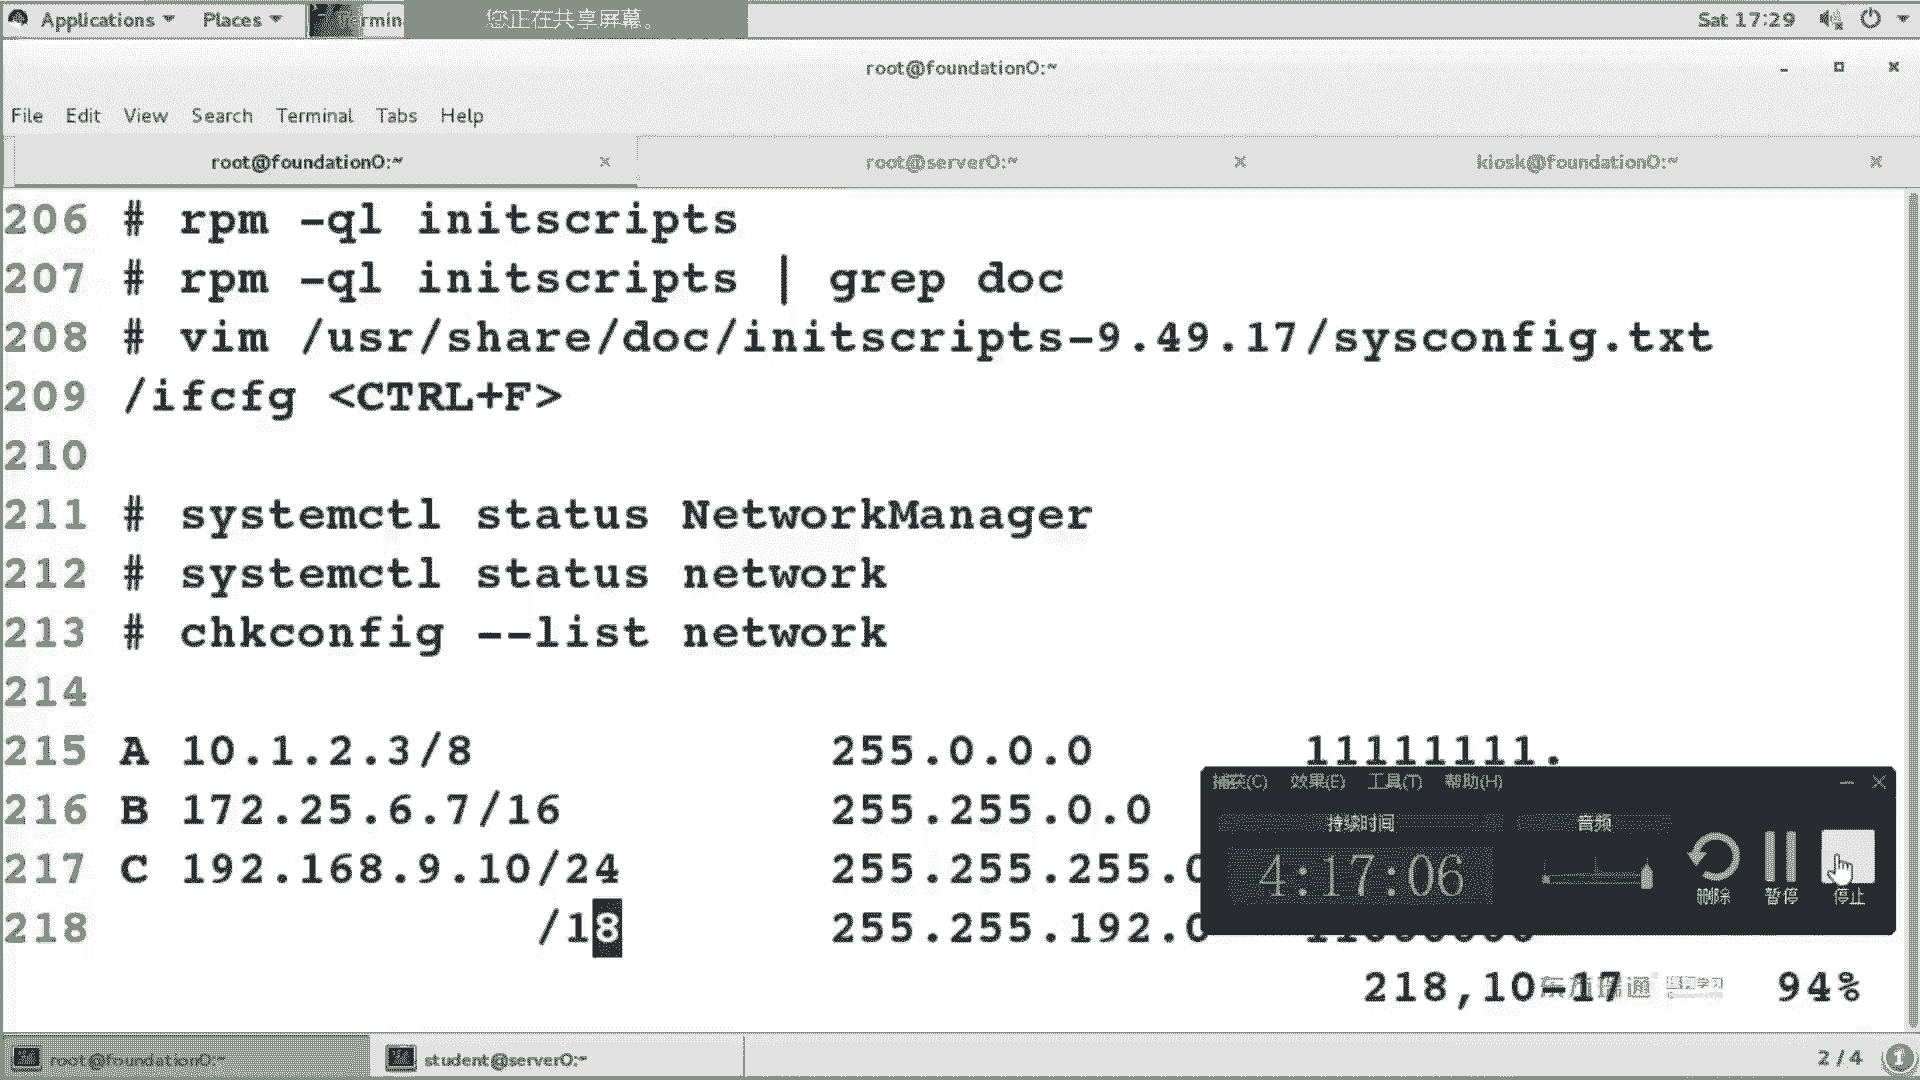 Applications Places Termin 您正在共享屏幕。 Sat 17:29
root@foundation0:~
File Edit View Search Terminal Tabs Help
root@foundation0:~ root@server0:~ kiosk@foundation0:~
206 # rpm -ql initscripts
207 # rpm -ql initscripts | grep doc
208 # vim /usr/share/doc/initscripts-9.49.17/sysconfig.txt
209 /ifcfg <CTRL+F>
210
211 # systemctl status NetworkManager
212 # systemctl status network
213 # chkconfig --list network
214
215 A 10.1.2.3/8 255.0.0.0 11111111.
216 B 172.25.6.7/16 255.255.0.0
217 C 192.168.9.10/24 255.255.255.0
218 /18 255.255.192.0 11000000
捕获(C) 效果(E) 工具(T) 帮助(H)
持续时间 音频
4:17:06
删除 暂停 停止
218,10-17 94%
东方瑞通
root@foundation0:~ student@server0:~ 2 / 4 1